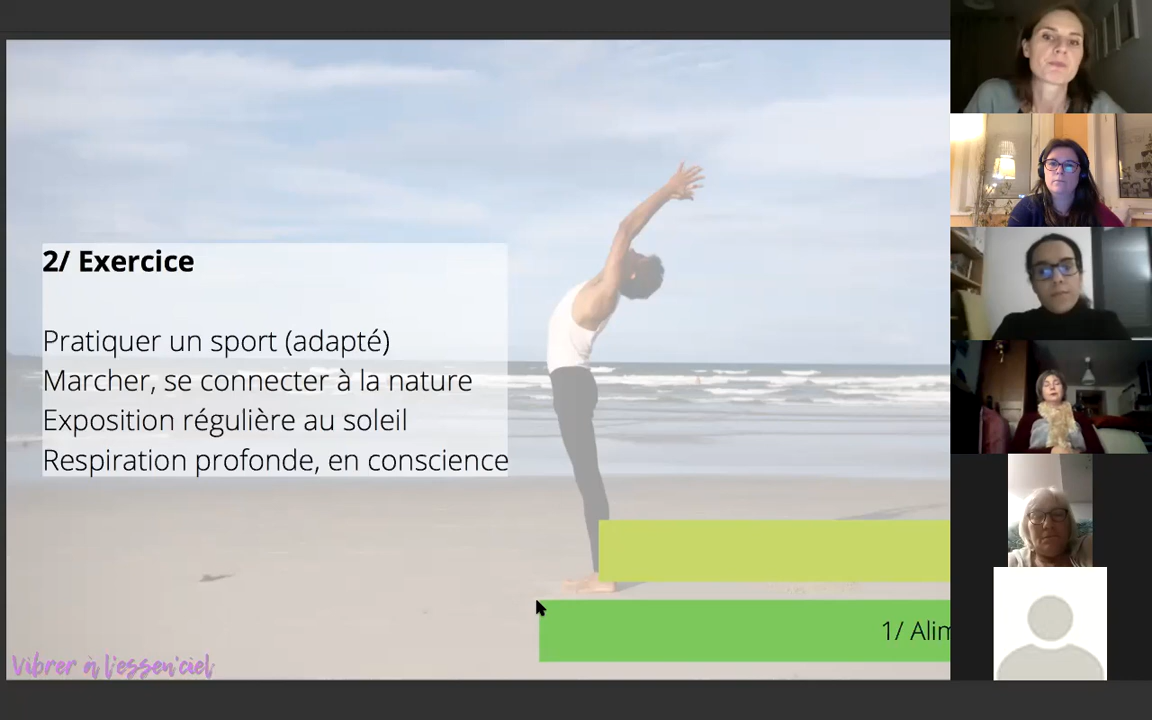 2/ Exercice
Pratiquer un sport (adapté)
Marcher, se connecter à la nature
Exposition régulière au soleil
Respiration profonde, en conscience
1/ Alim
Vibrer à l'essen'ciel